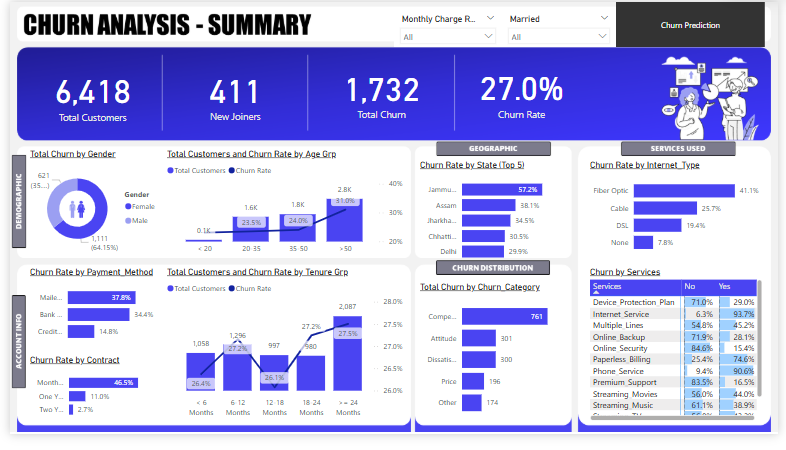 CHURN ANALYSIS - SUMMARY
Monthly Charge R...
All
Married
All
Churn Prediction
6,418
Total Customers
411
New Joiners
1,732
Total Churn
27.0%
Churn Rate
DEMOGRAPHIC
Total Churn by Gender
621
(35...)
1,111
(64.15%)
Gender
Female
Male
Total Customers and Churn Rate by Age Grp
Total Customers Churn Rate
0.1K
1.6K
1.8K
2.8K
23.5%
24.0%
31.0%
40%
30%
20%
< 20
20-35
35-50
>50
GEOGRAPHIC
Churn Rate by State (Top 5)
Jammu... 57.2%
Assam 38.1%
Jharkha... 34.5%
Chhatti... 30.5%
Delhi 29.9%
SERVICES USED
Churn Rate by Internet_Type
Fiber Optic 41.1%
Cable 25.7%
DSL 19.4%
None 7.8%
ACCOUNT INFO
Churn Rate by Payment_Method
Maile... 37.8%
Bank ... 34.4%
Credit... 14.8%
Churn Rate by Contract
Month... 46.5%
One Y... 11.0%
Two Y... 2.7%
Total Customers and Churn Rate by Tenure Grp
Total Customers Churn Rate
1,058
1,296
997
980
2,087
26.4%
27.2%
26.1%
27.2%
27.5%
28.0%
27.5%
27.0%
26.5%
26.0%
< 6 Months
6-12 Months
12-18 Months
18-24 Months
>= 24 Months
CHURN DISTRIBUTION
Total Churn by Churn_Category
Compe... 761
Attitude 301
Dissatis... 300
Price 196
Other 174
Churn by Services
Services No Yes
Device_Protection_Plan 71.0% 29.0%
Internet_Service 6.3% 93.7%
Multiple_Lines 54.8% 45.2%
Online_Backup 71.9% 28.1%
Online_Security 84.6% 15.4%
Paperless_Billing 25.4% 74.6%
Phone_Service 9.4% 90.6%
Premium_Support 83.5% 16.5%
Streaming_Movies 56.0% 44.0%
Streaming_Music 61.1% 38.9%